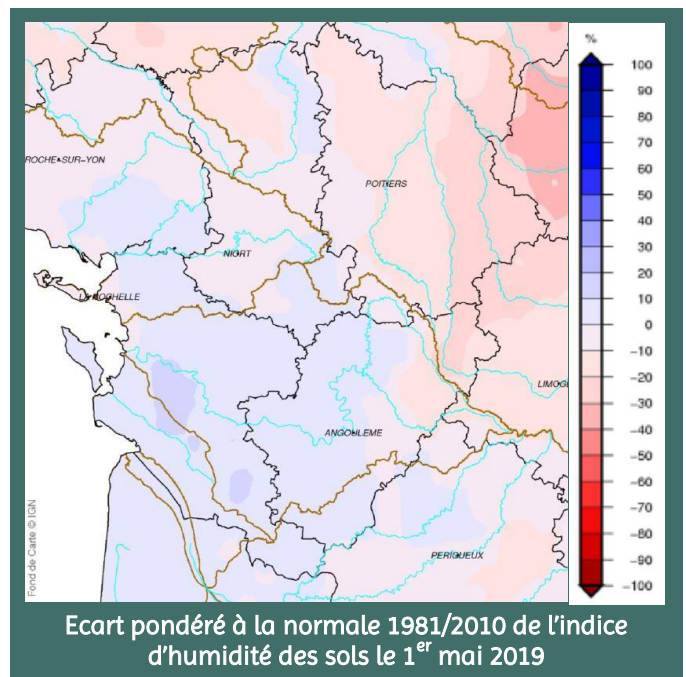 %
100
90
80
70
60
50
40
30
20
10
0
−10
−20
−30
−40
−50
−60
−70
−80
−90
−100
ROCHE-SUR-YON
POITIERS
NIORT
LA ROCHELLE
LIMOGE
ANGOULEME
PERIGUEUX
Fond de Carte © IGN
Ecart pondéré à la normale 1981/2010 de l'indice
d'humidité des sols le 1er mai 2019